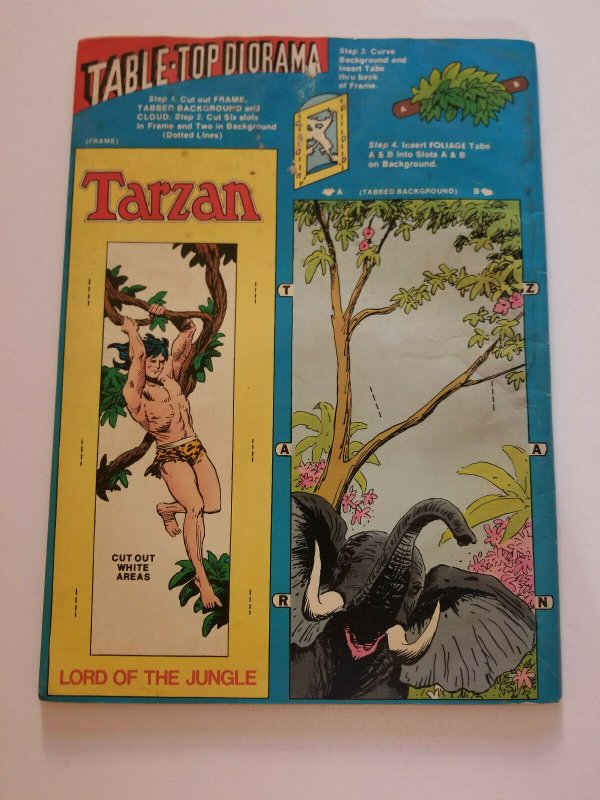 TABLE-TOP DIORAMA
Step 1. Cut out FRAME,
TABBED BACKGROUND and
CLOUD. Step 2. Cut Six slots
in Frame and Two in Background
(Dotted Lines)
(FRAME)
Step 3. Curve
Background and
Insert Tabs
thru back
of Frame.
A
B
Step 4. Insert FOLIAGE Tabs
A & B into Slots A & B
on Background.
A (TABBED BACKGROUND) B
Tarzan
CUT OUT
WHITE
AREAS
LORD OF THE JUNGLE
T
Z
A
A
R
N